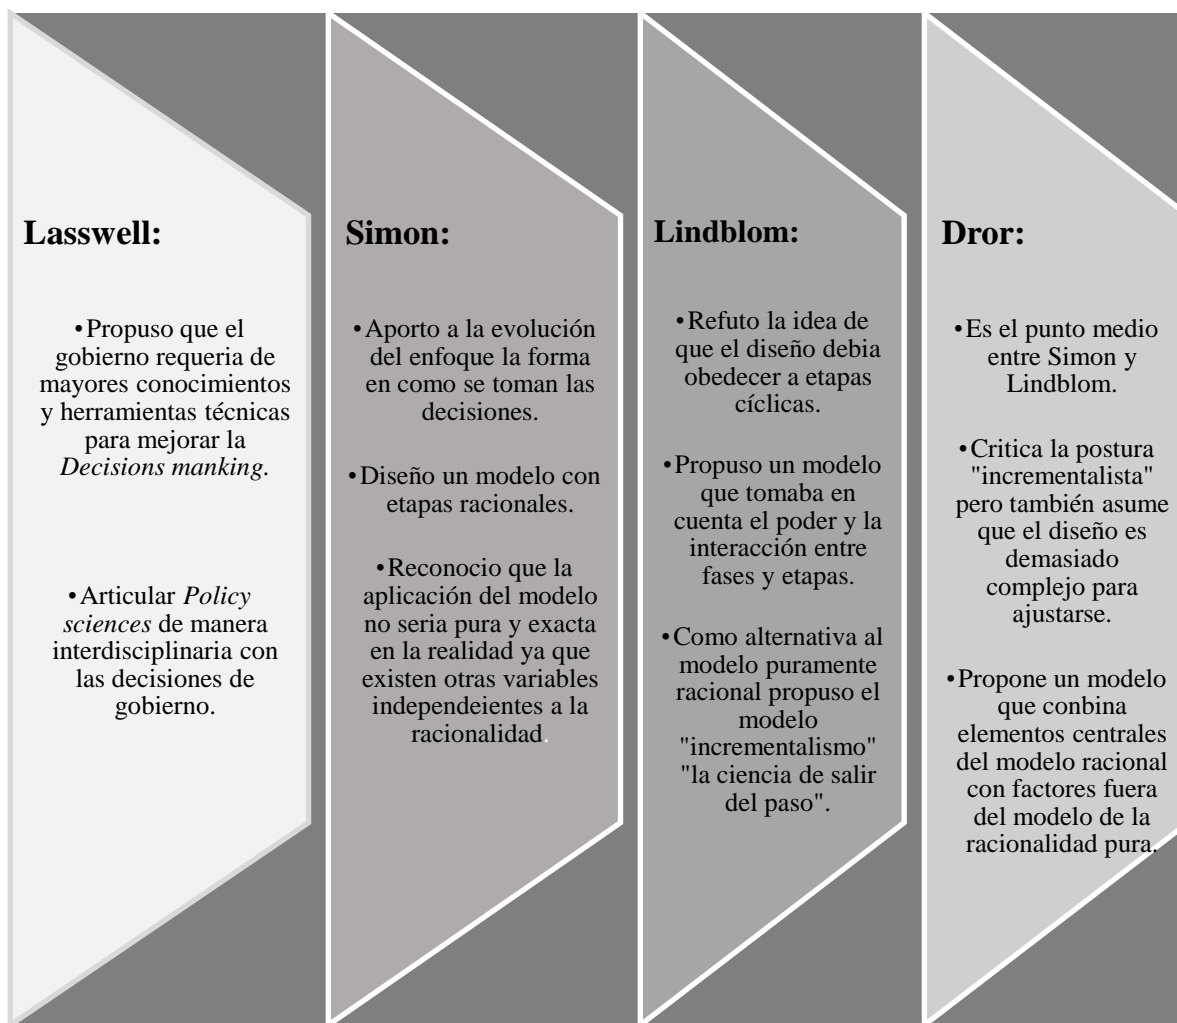 Lasswell:
•Propuso que el
gobierno requeria de
mayores conocimientos
y herramientas técnicas
para mejorar la
Decisions manking.
•Articular Policy
sciences de manera
interdisciplinaria con
las decisiones de
gobierno.
Simon:
•Aporto a la evolución
del enfoque la forma
en como se toman las
decisiones.
•Diseño un modelo con
etapas racionales.
•Reconocio que la
aplicación del modelo
no seria pura y exacta
en la realidad ya que
existen otras variables
independeientes a la
racionalidad.
Lindblom:
•Refuto la idea de
que el diseño debia
obedecer a etapas
cíclicas.
•Propuso un modelo
que tomaba en
cuenta el poder y la
interacción entre
fases y etapas.
•Como alternativa al
modelo puramente
racional propuso el
modelo
"incrementalismo"
"la ciencia de salir
del paso".
Dror:
•Es el punto medio
entre Simon y
Lindblom.
•Critica la postura
"incrementalista"
pero también asume
que el diseño es
demasiado
complejo para
ajustarse.
•Propone un modelo
que conbina
elementos centrales
del modelo racional
con factores fuera
del modelo de la
racionalidad pura.